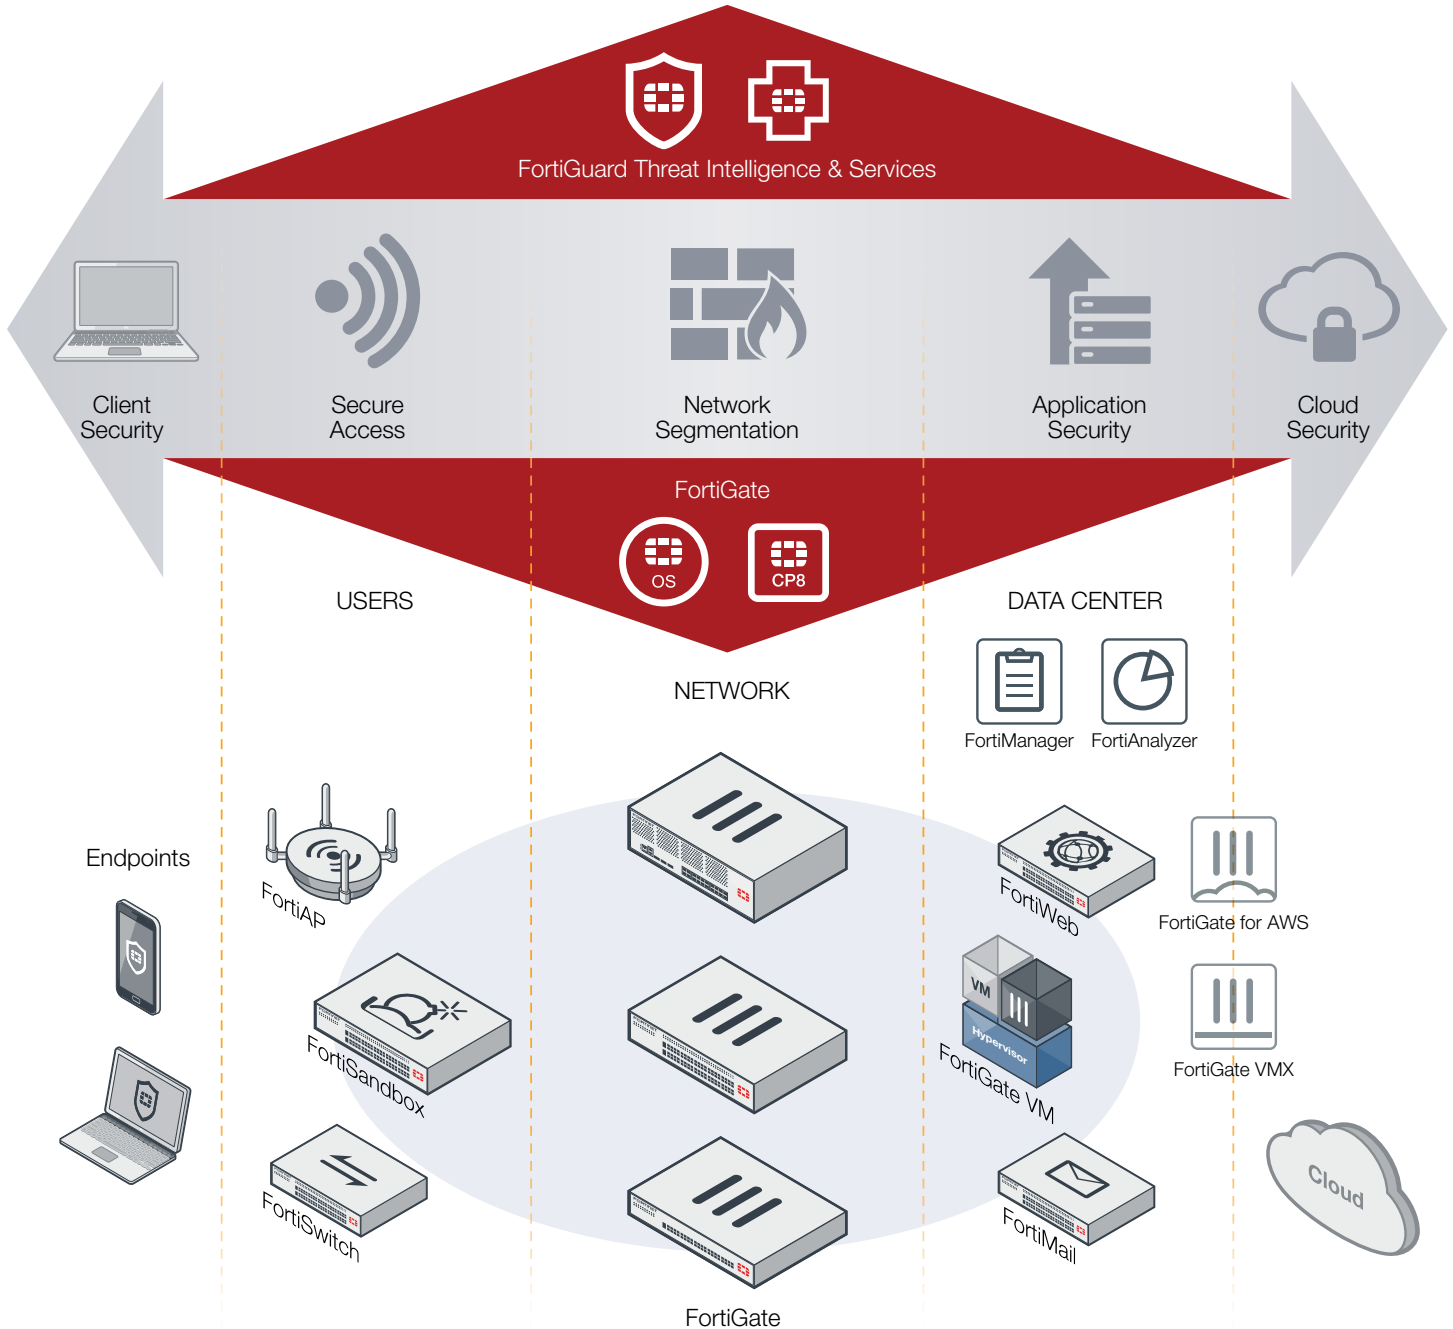 FortiGuard Threat Intelligence & Services
Client
Security
Secure
Access
Network
Segmentation
Application
Security
Cloud
Security
FortiGate
OS
CP8
USERS
DATA CENTER
NETWORK
FortiManager
FortiAnalyzer
Endpoints
FortiAP
FortiWeb
FortiGate for AWS
FortiSandbox
VM
Hypervisor
FortiGate VM
FortiGate VMX
FortiSwitch
FortiMail
Cloud
FortiGate